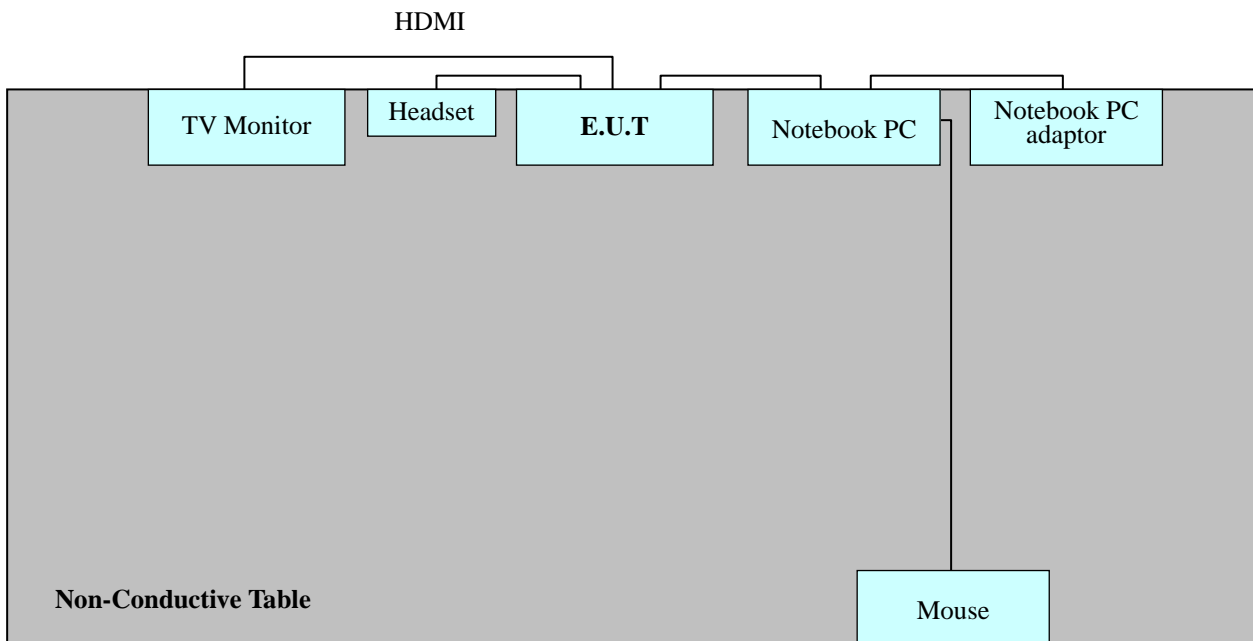 HDMI
TV Monitor
Headset
E.U.T
Notebook PC
Notebook PC
adaptor
Non-Conductive Table
Mouse